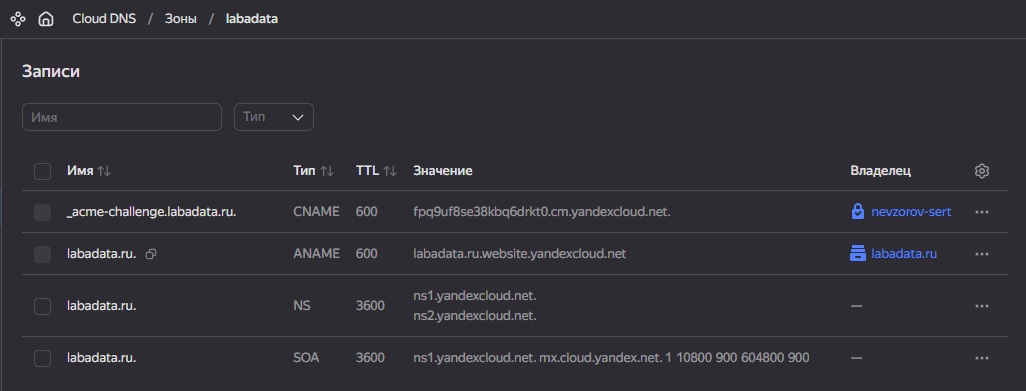 Cloud DNS / Зоны / labadata
Записи
Имя Тип
Имя Тип TTL Значение Владелец
_acme-challenge.labadata.ru. CNAME 600 fpq9uf8se38kbq6drkt0.cm.yandexcloud.net. nevzorov-sert
labadata.ru. ANAME 600 labadata.ru.website.yandexcloud.net labadata.ru
labadata.ru. NS 3600 ns1.yandexcloud.net. —
ns2.yandexcloud.net.
labadata.ru. SOA 3600 ns1.yandexcloud.net. mx.cloud.yandex.net. 1 10800 900 604800 900 —